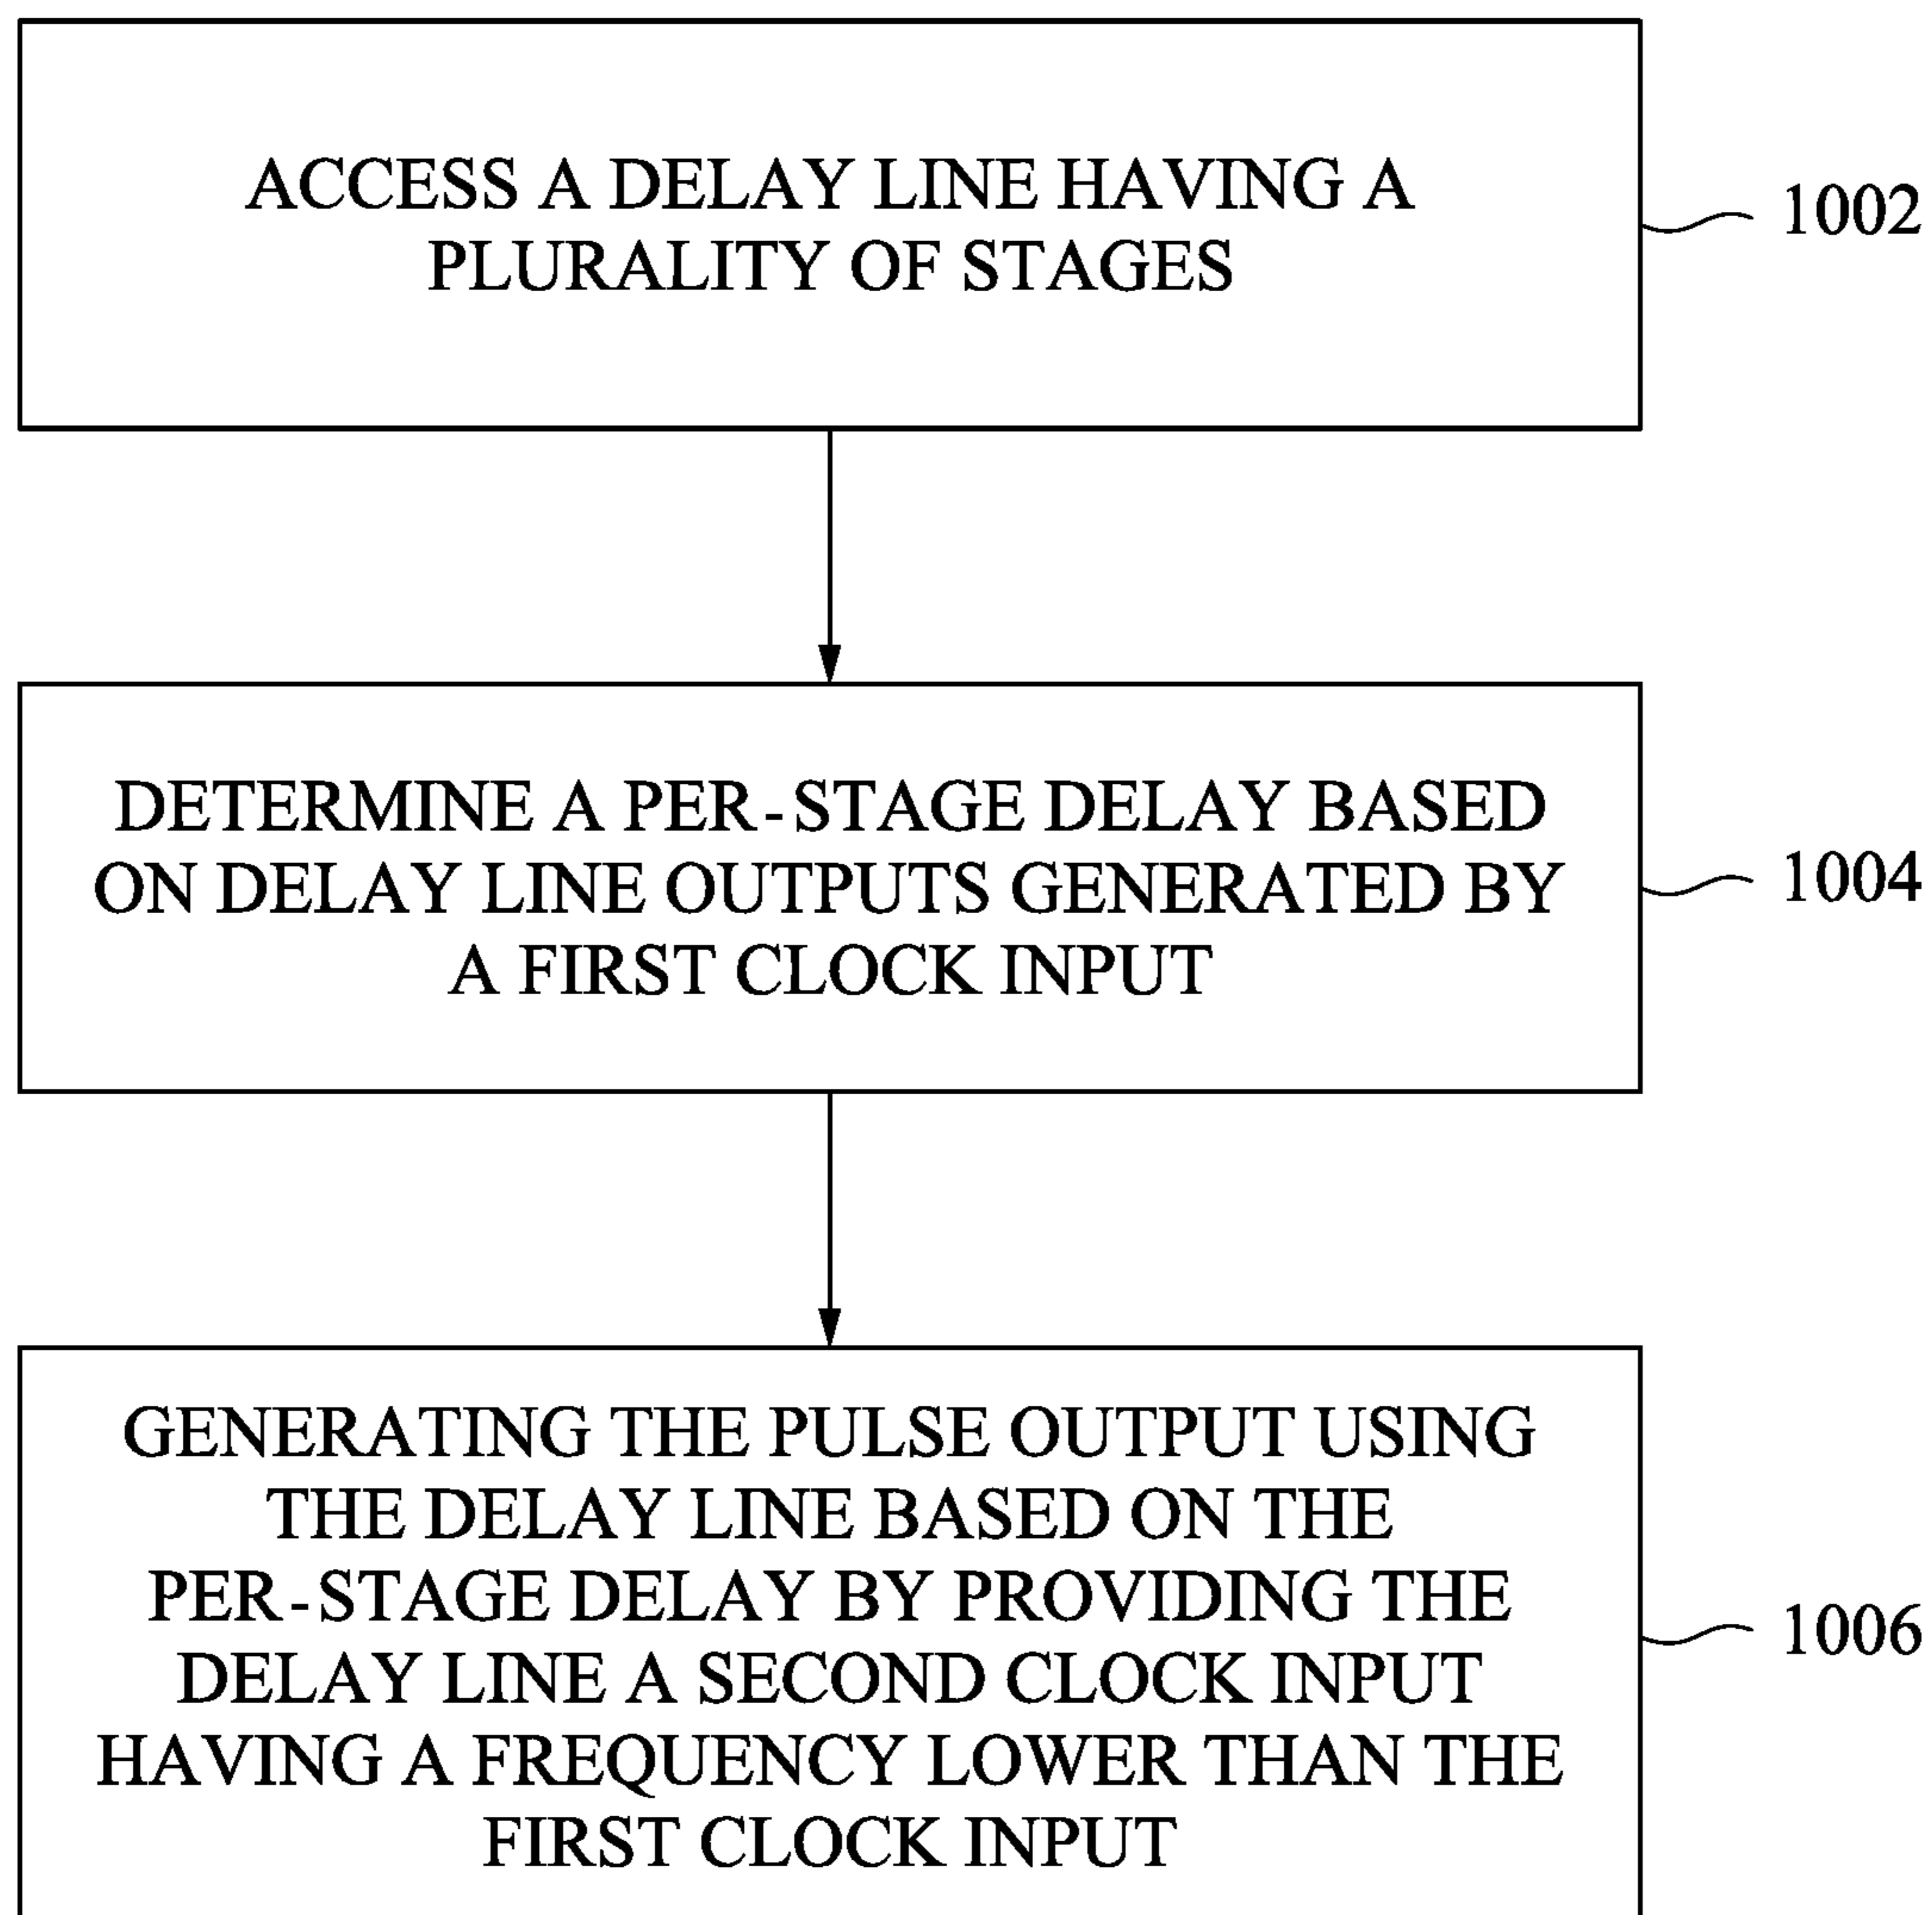 ACCESS A DELAY LINE HAVING A
PLURALITY OF STAGES
1002
DETERMINE A PER-STAGE DELAY BASED
ON DELAY LINE OUTPUTS GENERATED BY
A FIRST CLOCK INPUT
1004
GENERATING THE PULSE OUTPUT USING
THE DELAY LINE BASED ON THE
PER-STAGE DELAY BY PROVIDING THE
DELAY LINE A SECOND CLOCK INPUT
HAVING A FREQUENCY LOWER THAN THE
FIRST CLOCK INPUT
1006